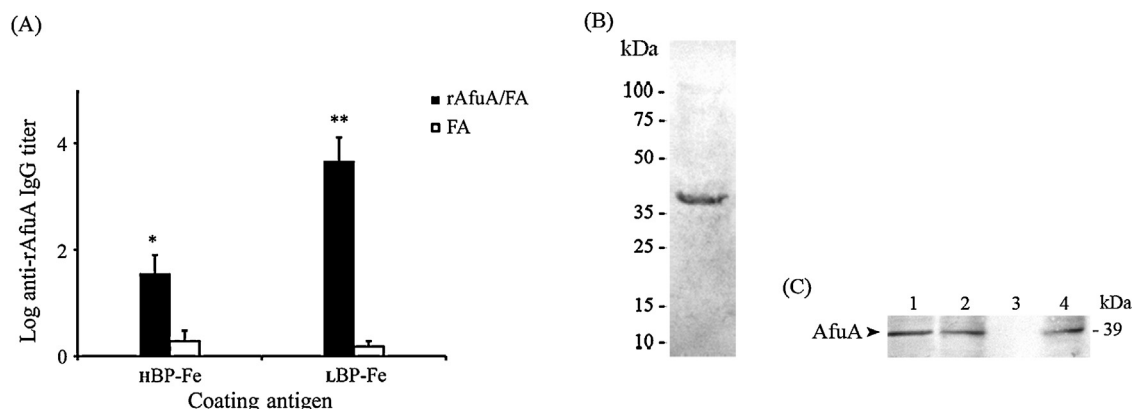 (A)
Log anti-rAfuA IgG titer
4
2
0
* **
rAfuA/FA
FA
HBP-Fe LBP-Fe
Coating antigen
(B)
kDa
100 -
75 -
50 -
35 -
25 -
15 -
10 -
(C)
1 2 3 4 kDa
AfuA - 39